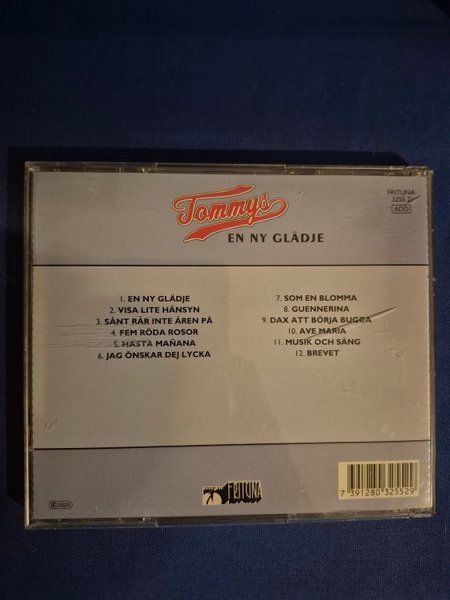 Tommys
EN NY GLÄDJE
FRITUNA
3255 2
ADD
1. EN NY GLÄDJE
2. VISA LITE HÄNSYN
3. SÅNT RÅR INTE ÅREN PÅ
4. FEM RÖDA ROSOR
5. HASTA MAÑANA
6. JAG ÖNSKAR DEJ LYCKA
7. SOM EN BLOMMA
8. GUENNERINA
9. DAX ATT BÖRJA BUGGA
10. AVE MARIA
11. MUSIK OCH SÅNG
12. BREVET
LC 2523
FRITUNA
7 391280 325529